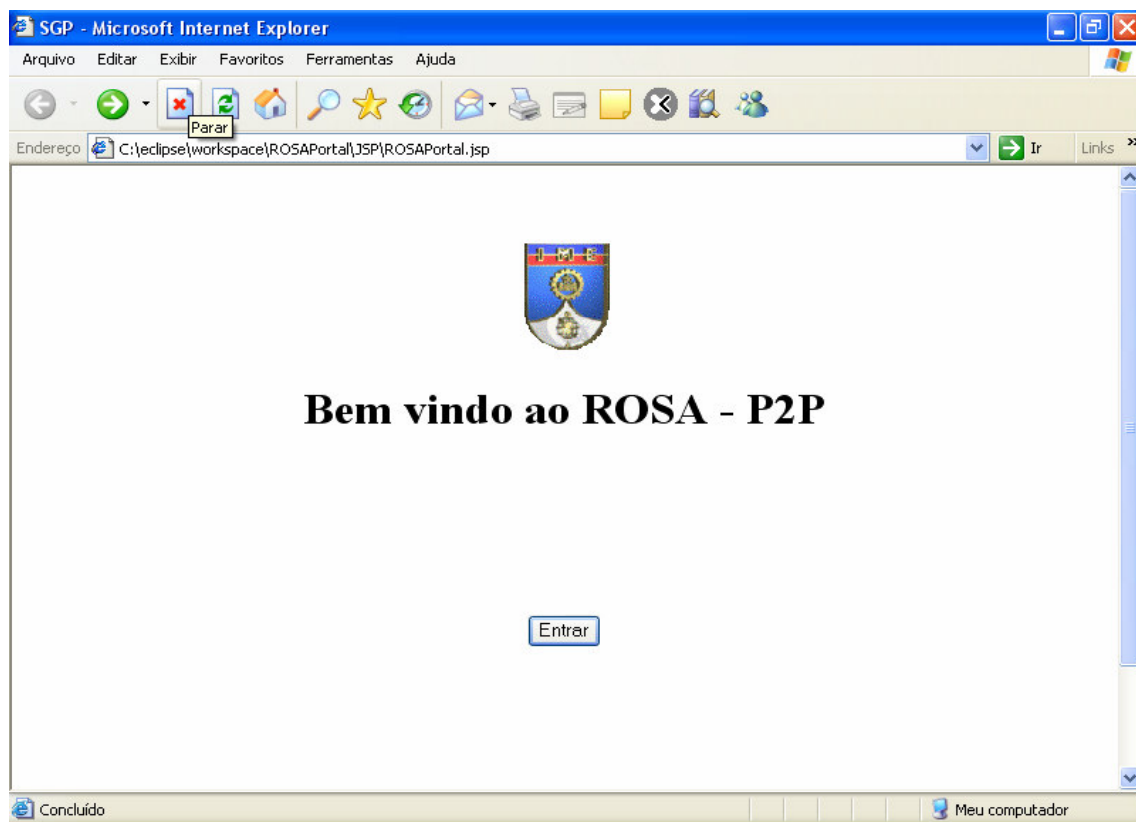 SGP - Microsoft Internet Explorer
Arquivo Editar Exibir Favoritos Ferramentas Ajuda
Parar
Endereço C:\eclipse\workspace\ROSAPortal\JSP\ROSAPortal.jsp Ir Links »
I M E
Bem vindo ao ROSA - P2P
Entrar
Concluído Meu computador